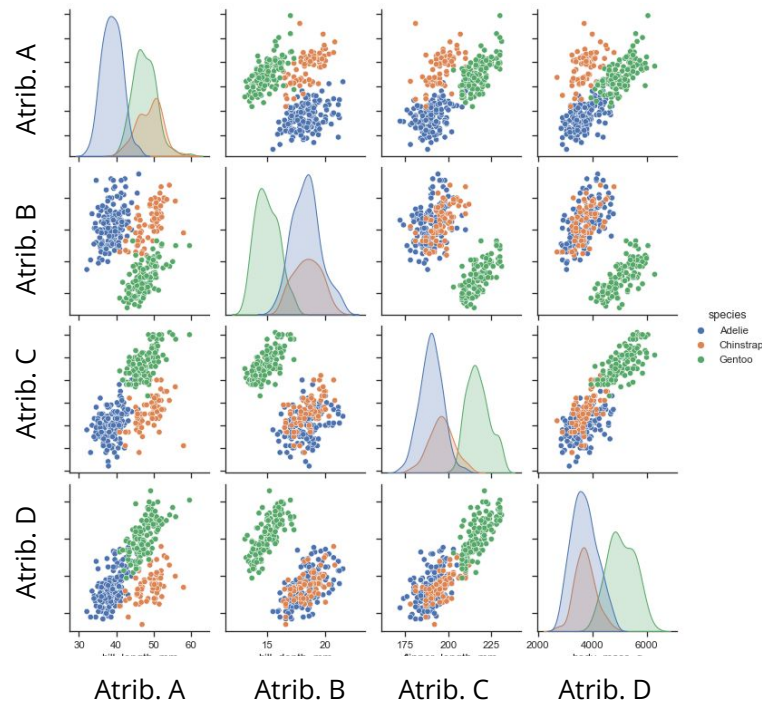 Atrib. A
Atrib. B
Atrib. C
Atrib. D
species
Adelie
Chinstrap
Gentoo
30 40 50 60
15 20
175 200 225
2000 4000 6000
Atrib. A Atrib. B Atrib. C Atrib. D